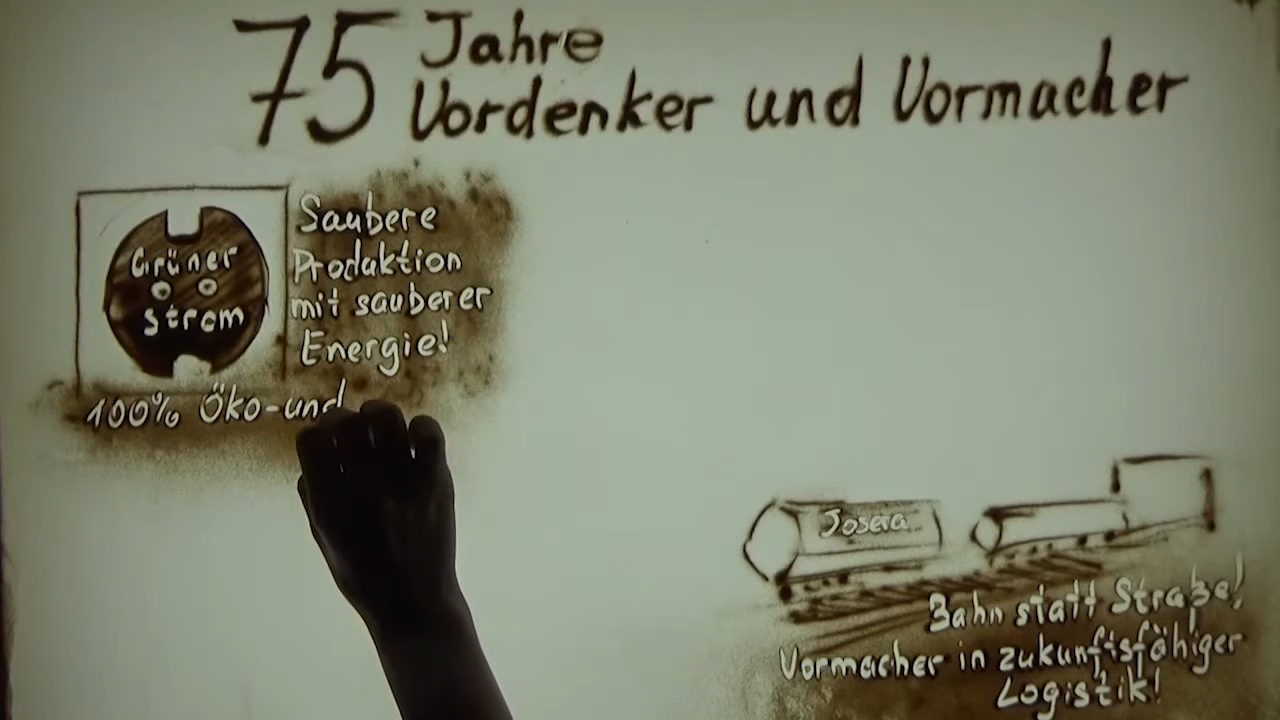 75 Jahre
Vordenker und Vormacher
Grüner
Strom
Saubere
Produktion
mit sauberer
Energie!
100% Öko-und
Josera
Bahn statt Straße!
Vormacher in zukunftsfähiger
Logistik!